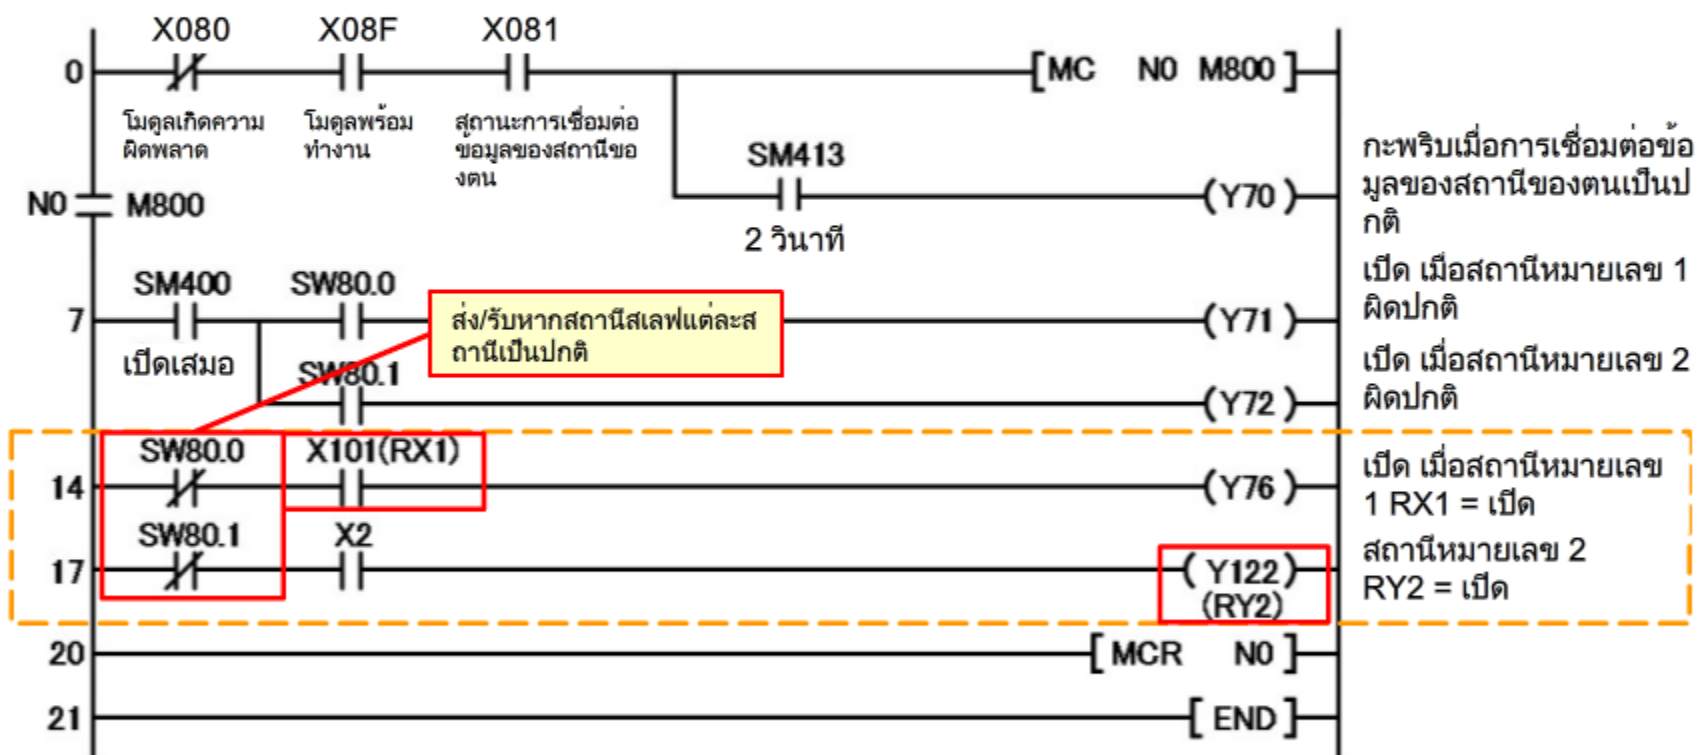 X080 X08F X081
0 [MC N0 M800]
โมดูลเกิดความ
ผิดพลาด
โมดูลพร้อม
ทำงาน
สถานะการเชื่อมต่อ
ข้อมูลของสถานีขอ
งตน
SM413
(Y70)
2 วินาที
กะพริบเมื่อการเชื่อมต่อข้อ
มูลของสถานีของตนเป็นป
กติ
N0 M800
SM400 SW80.0
7 (Y71)
เปิดเสมอ
ส่ง/รับหากสถานีสเลฟแต่ละส
ถานีเป็นปกติ
เปิด เมื่อสถานีหมายเลข 1
ผิดปกติ
SW80.1
(Y72)
เปิด เมื่อสถานีหมายเลข 2
ผิดปกติ
SW80.0 X101(RX1)
14 (Y76)
เปิด เมื่อสถานีหมายเลข
1 RX1 = เปิด
SW80.1 X2
17 (Y122)
(RY2)
สถานีหมายเลข 2
RY2 = เปิด
20 [MCR N0]
21 [END]